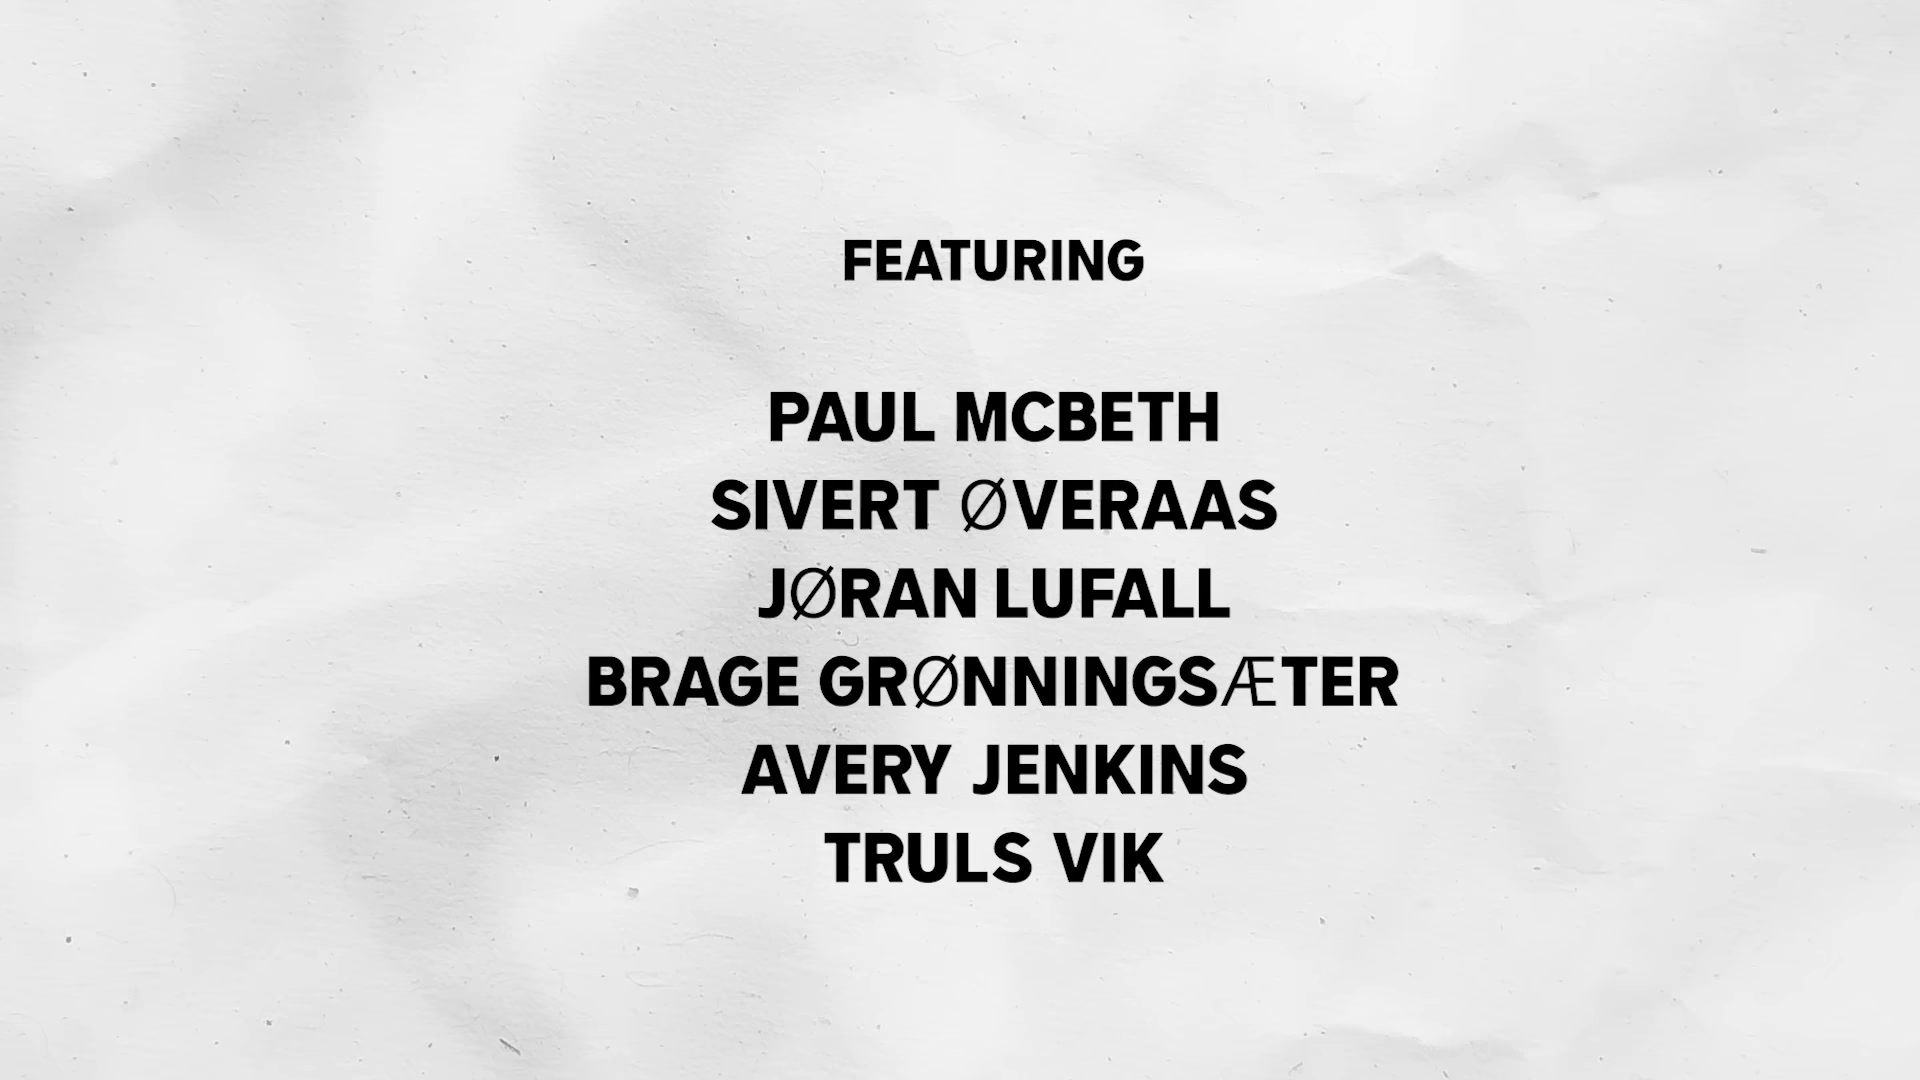 FEATURING
PAUL MCBETH
SIVERT ØVERAAS
JØRAN LUFALL
BRAGE GRØNNINGSÆTER
AVERY JENKINS
TRULS VIK